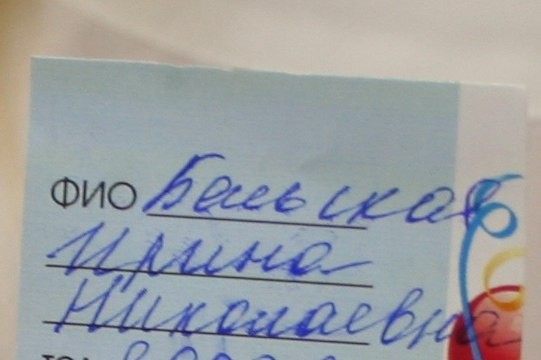 ФИО Бельская
Ирина
Николаевна